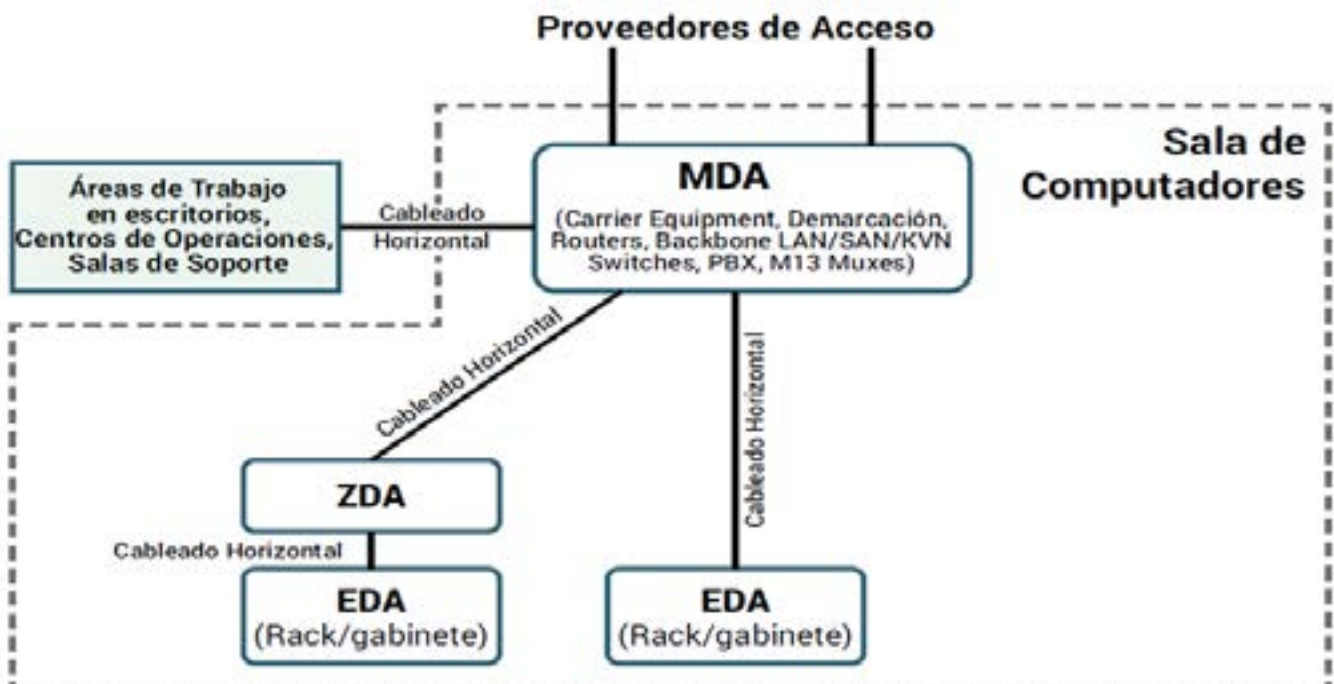 Proveedores de Acceso
Sala de
Computadores
Áreas de Trabajo
en escritorios,
Centros de Operaciones,
Salas de Soporte
Cableado
Horizontal
MDA
(Carrier Equipment, Demarcación,
Routers, Backbone LAN/SAN/KVN
Switches, PBX, M13 Muxes)
Cableado Horizontal
Cableado Horizontal
ZDA
Cableado Horizontal
EDA
(Rack/gabinete)
EDA
(Rack/gabinete)